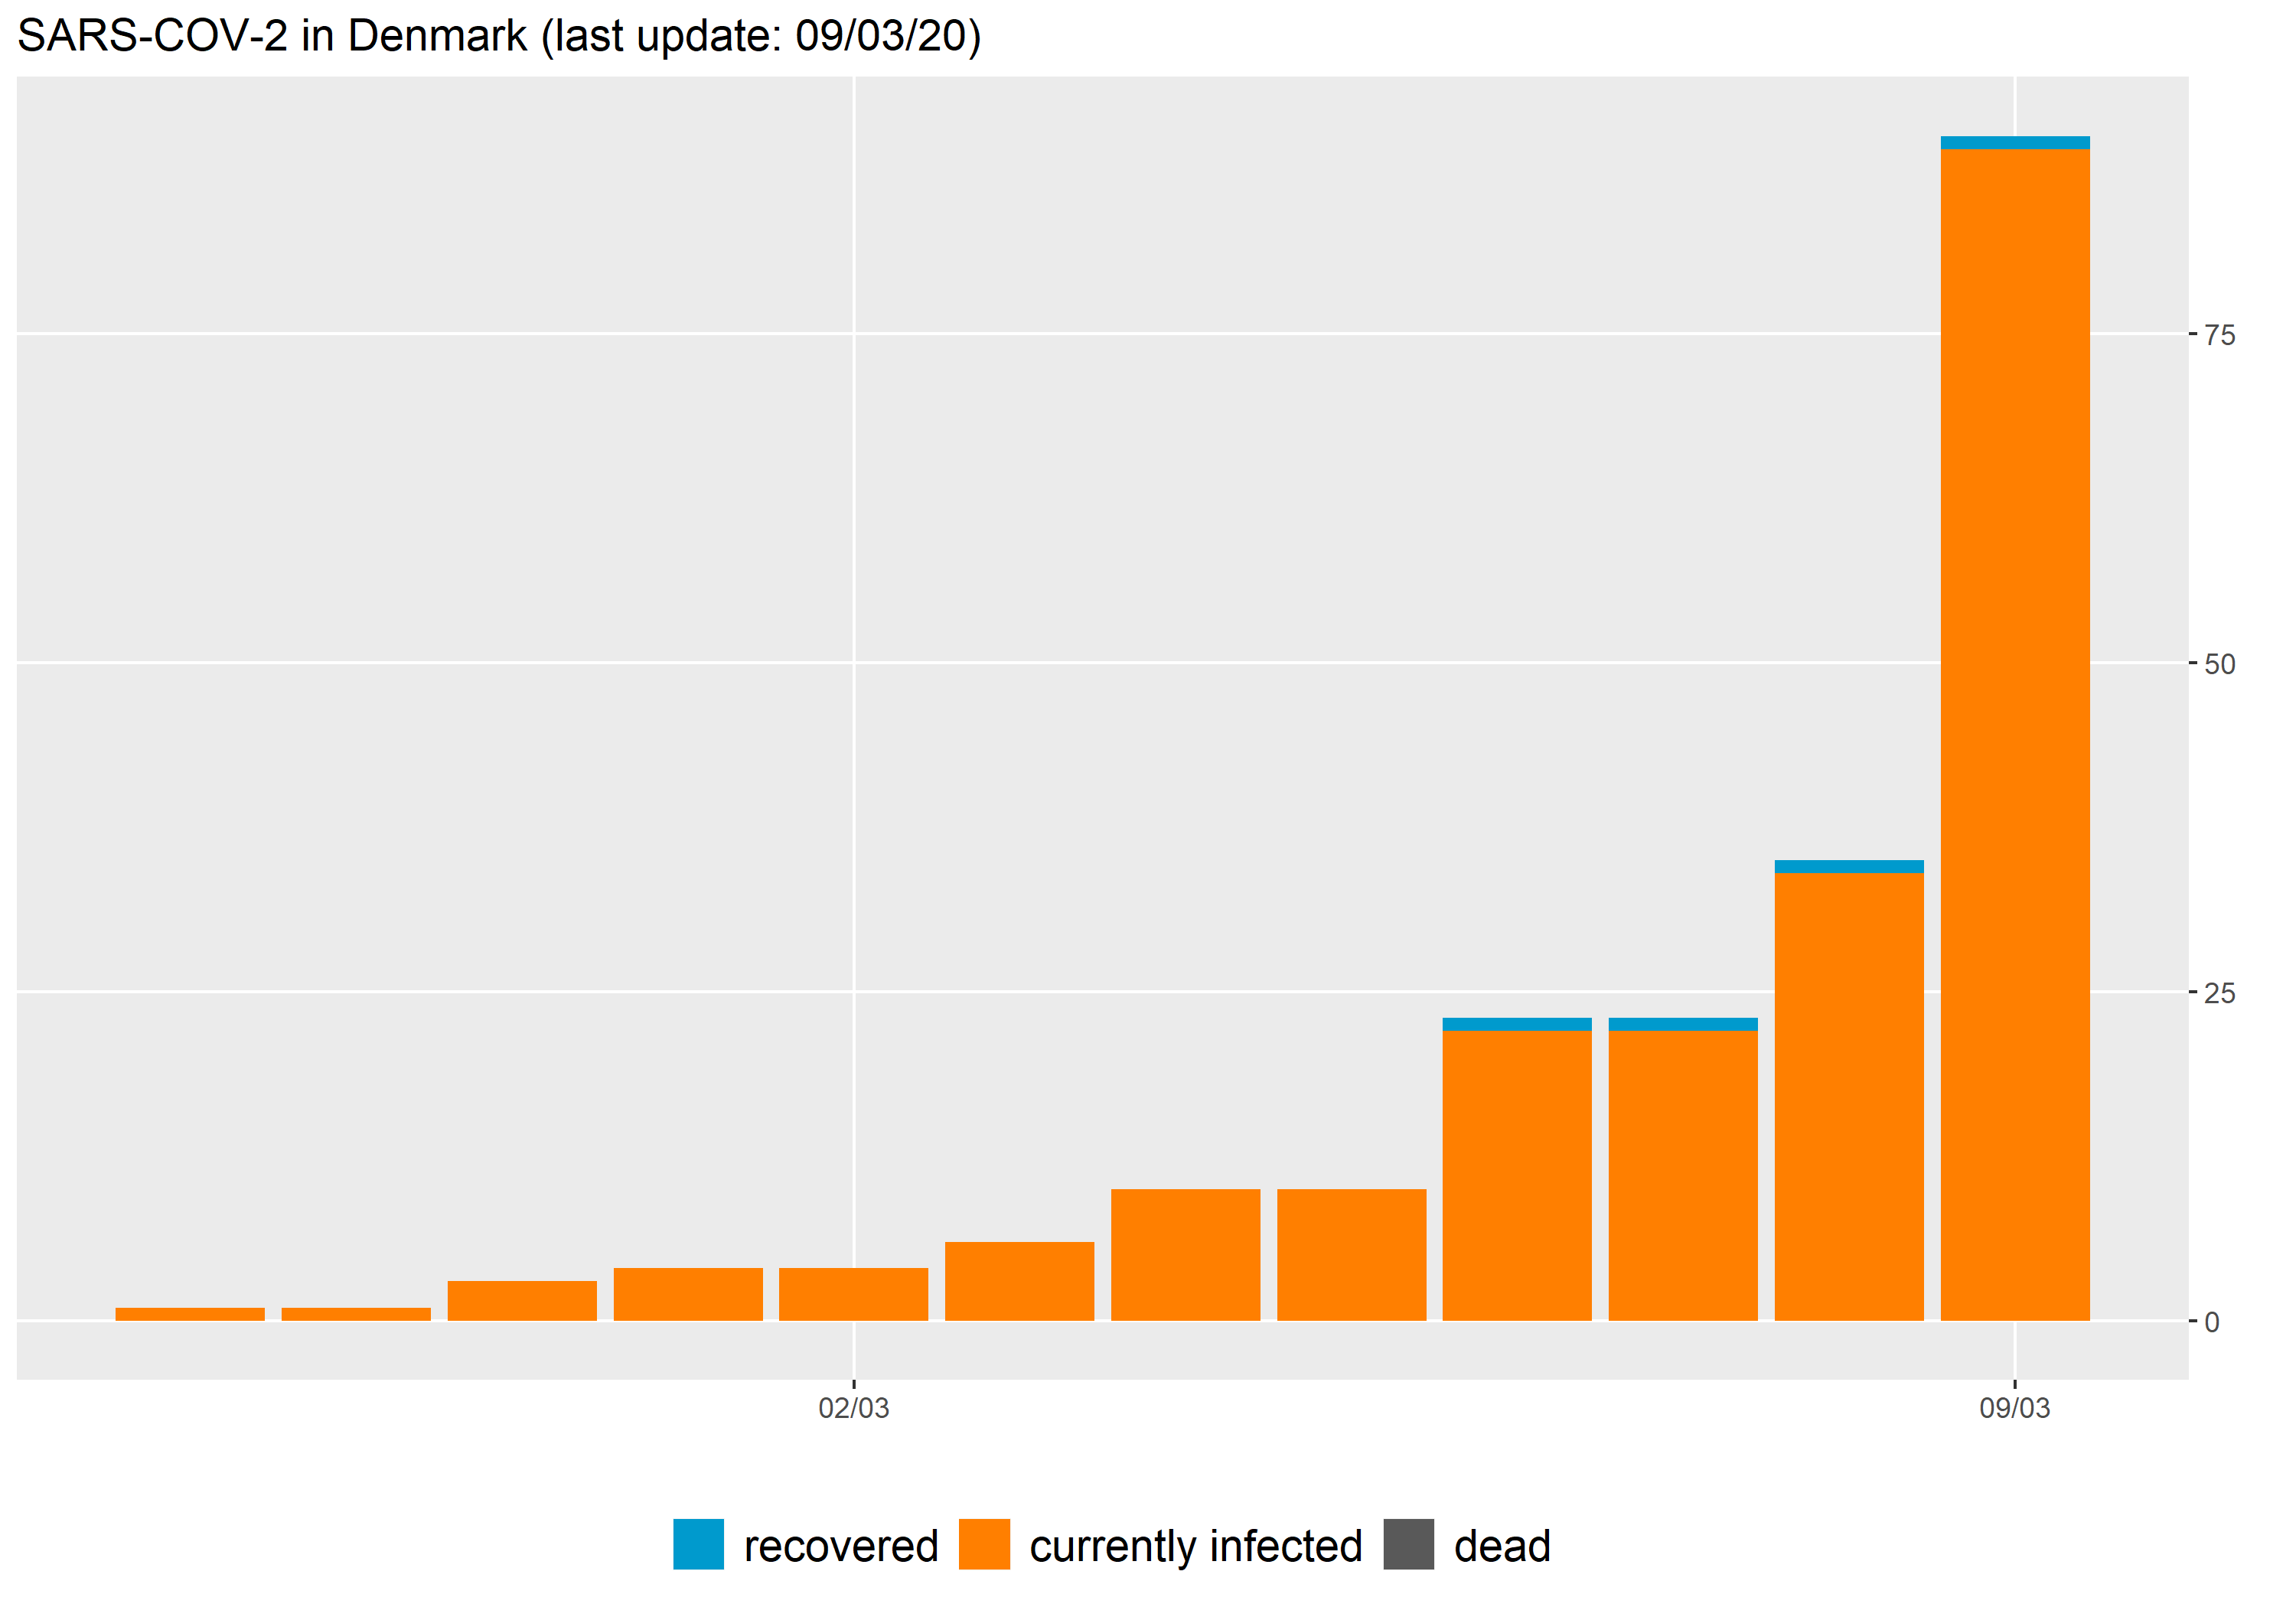 SARS-COV-2 in Denmark (last update: 09/03/20)
75
50
25
0
02/03 09/03
recovered currently infected dead